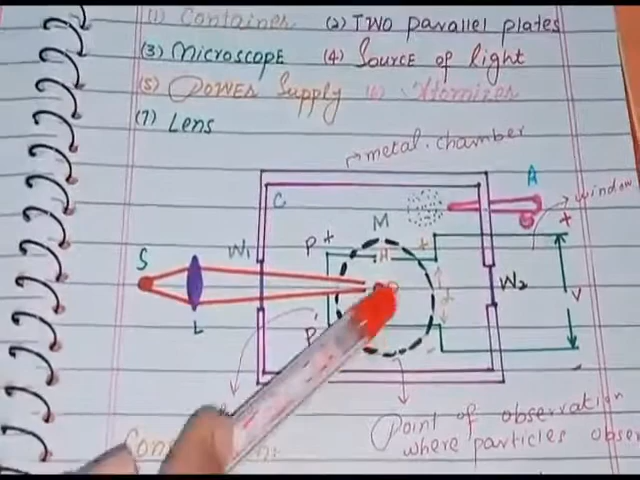 (1) Container (2) Two parallel plates
(3) Microscope (4) Source of light
(5) Power Supply (6) Atomizer
(7) Lens
metal chamber
A
window
C
M
+
S
W1
P+
+
H
W2
d
V
L
P'
-
-
Point of observation
where particles obser